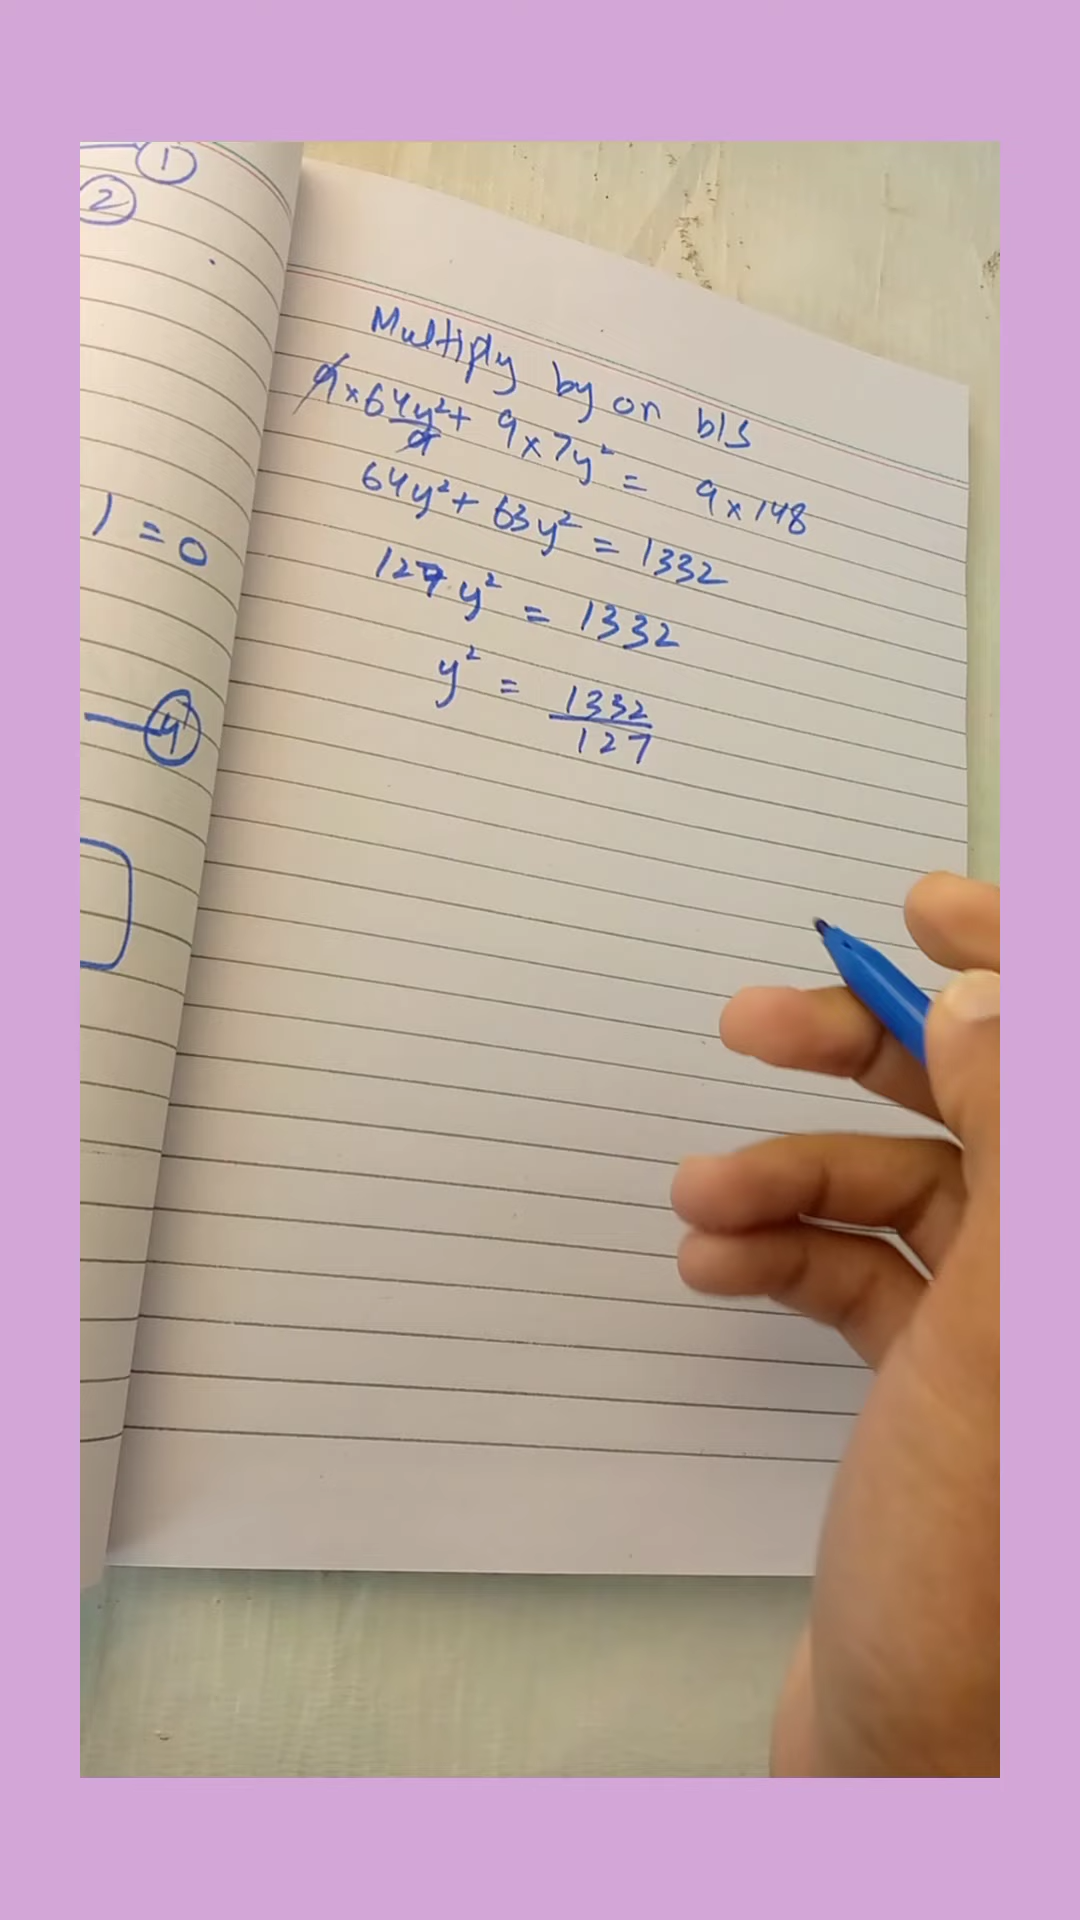 1
2
) = 0
4
Multiply by on b/s
9 × 64y²/9 + 9 × 7y² = 9 × 148
64y² + 63y² = 1332
127y² = 1332
y² = 1332/127